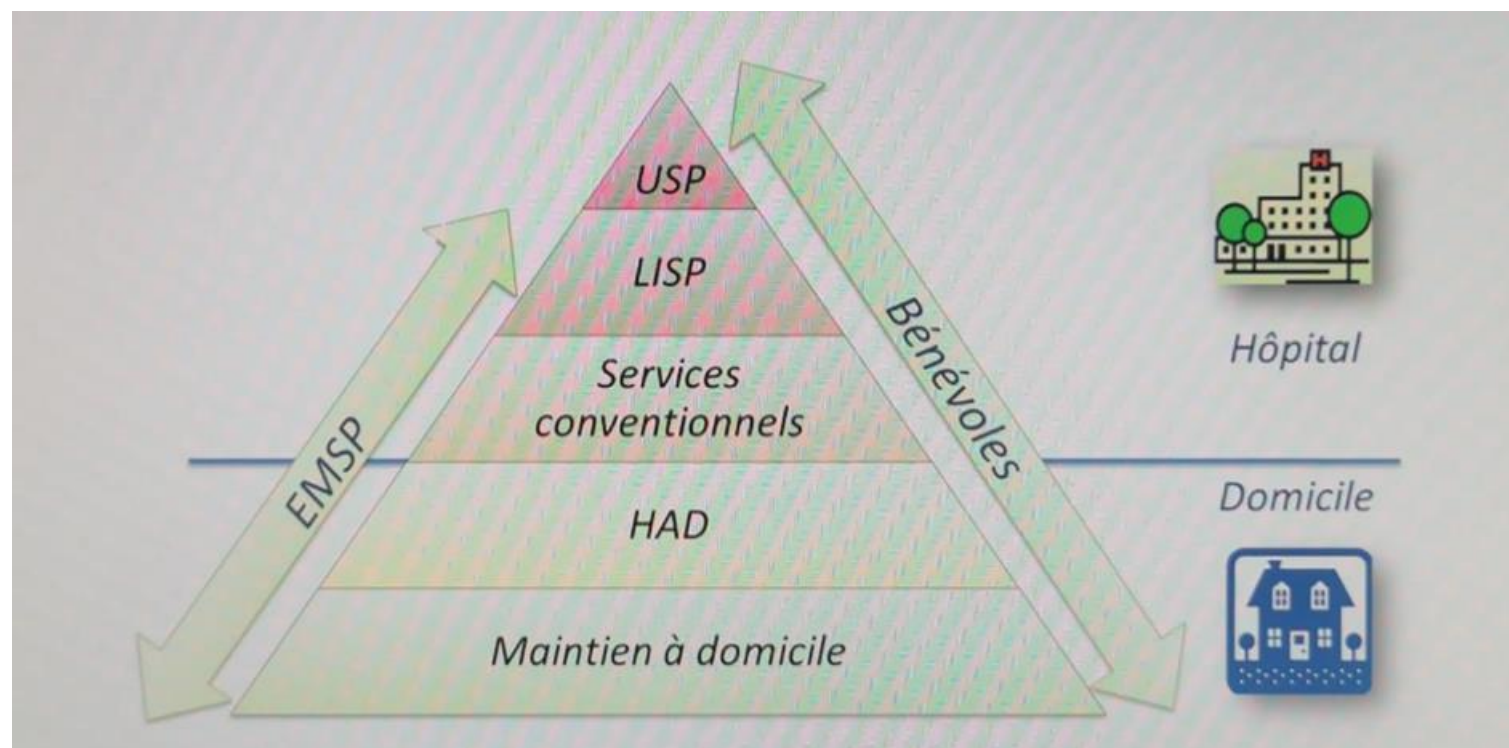 USP
LISP
Services
conventionnels
HAD
Maintien à domicile
EMSP
Bénévoles
H
Hôpital
Domicile